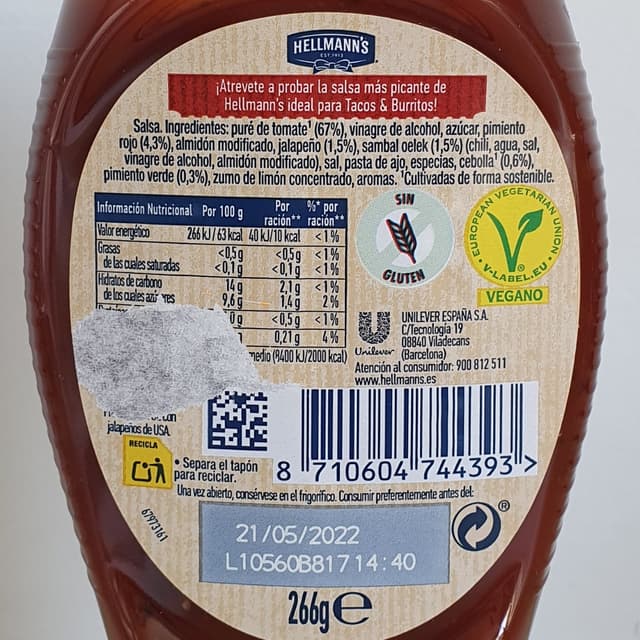 HELLMANN'S
EST. 1913
¡Atrevete a probar la salsa más picante de
Hellmann's ideal para Tacos & Burritos!
Salsa. Ingredientes: puré de tomate¹ (67%), vinagre de alcohol, azúcar, pimiento
rojo (4,3%), almidón modificado, jalapeño (1,5%), sambal oelek (1,5%) (chili, agua, sal,
vinagre de alcohol, almidón modificado), sal, pasta de ajo, especias, cebolla¹ (0,6%),
pimiento verde (0,3%), zumo de limón concentrado, aromas. ¹Cultivadas de forma sostenible.
Información Nutricional Por 100 g Por ración** %* por ración**
Valor energético 266 kJ/63 kcal 40 kJ/10 kcal <1%
Grasas <0,5g <0,5g <1%
de las cuales saturadas <0,1g <0,1g <1%
Hidratos de carbono 14 g 2,1 g <1%
de los cuales azúcares 9,6 g 1,4 g 2%
0 g <0,5 g <1%
0,21 g 4%
medio (8400 kJ/2000 kcal)
SIN
GLUTEN
EUROPEAN VEGETARIAN UNION
V-LABEL.EU
VEGANO
Unilever
UNILEVER ESPAÑA S.A.
C/Tecnología 19
08840 Viladecans
(Barcelona)
Atención al consumidor: 900 812 511
www.hellmanns.es
con
jalapeños de USA
RECICLA
• Separa el tapón
para reciclar.
8 710604 744393 >
Una vez abierto, consérvese en el frigorífico. Consumir preferentemente antes del:
67973161
21/05/2022
L10560B817 14:40
®
266g e